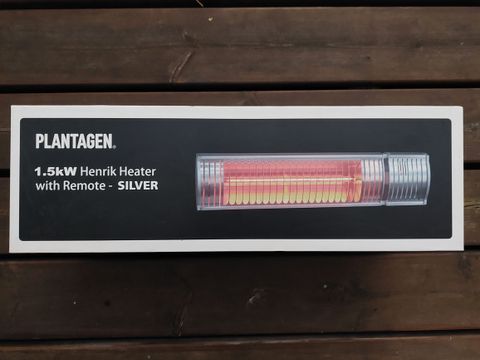 PLANTAGEN®
1.5kW Henrik Heater
with Remote - SILVER